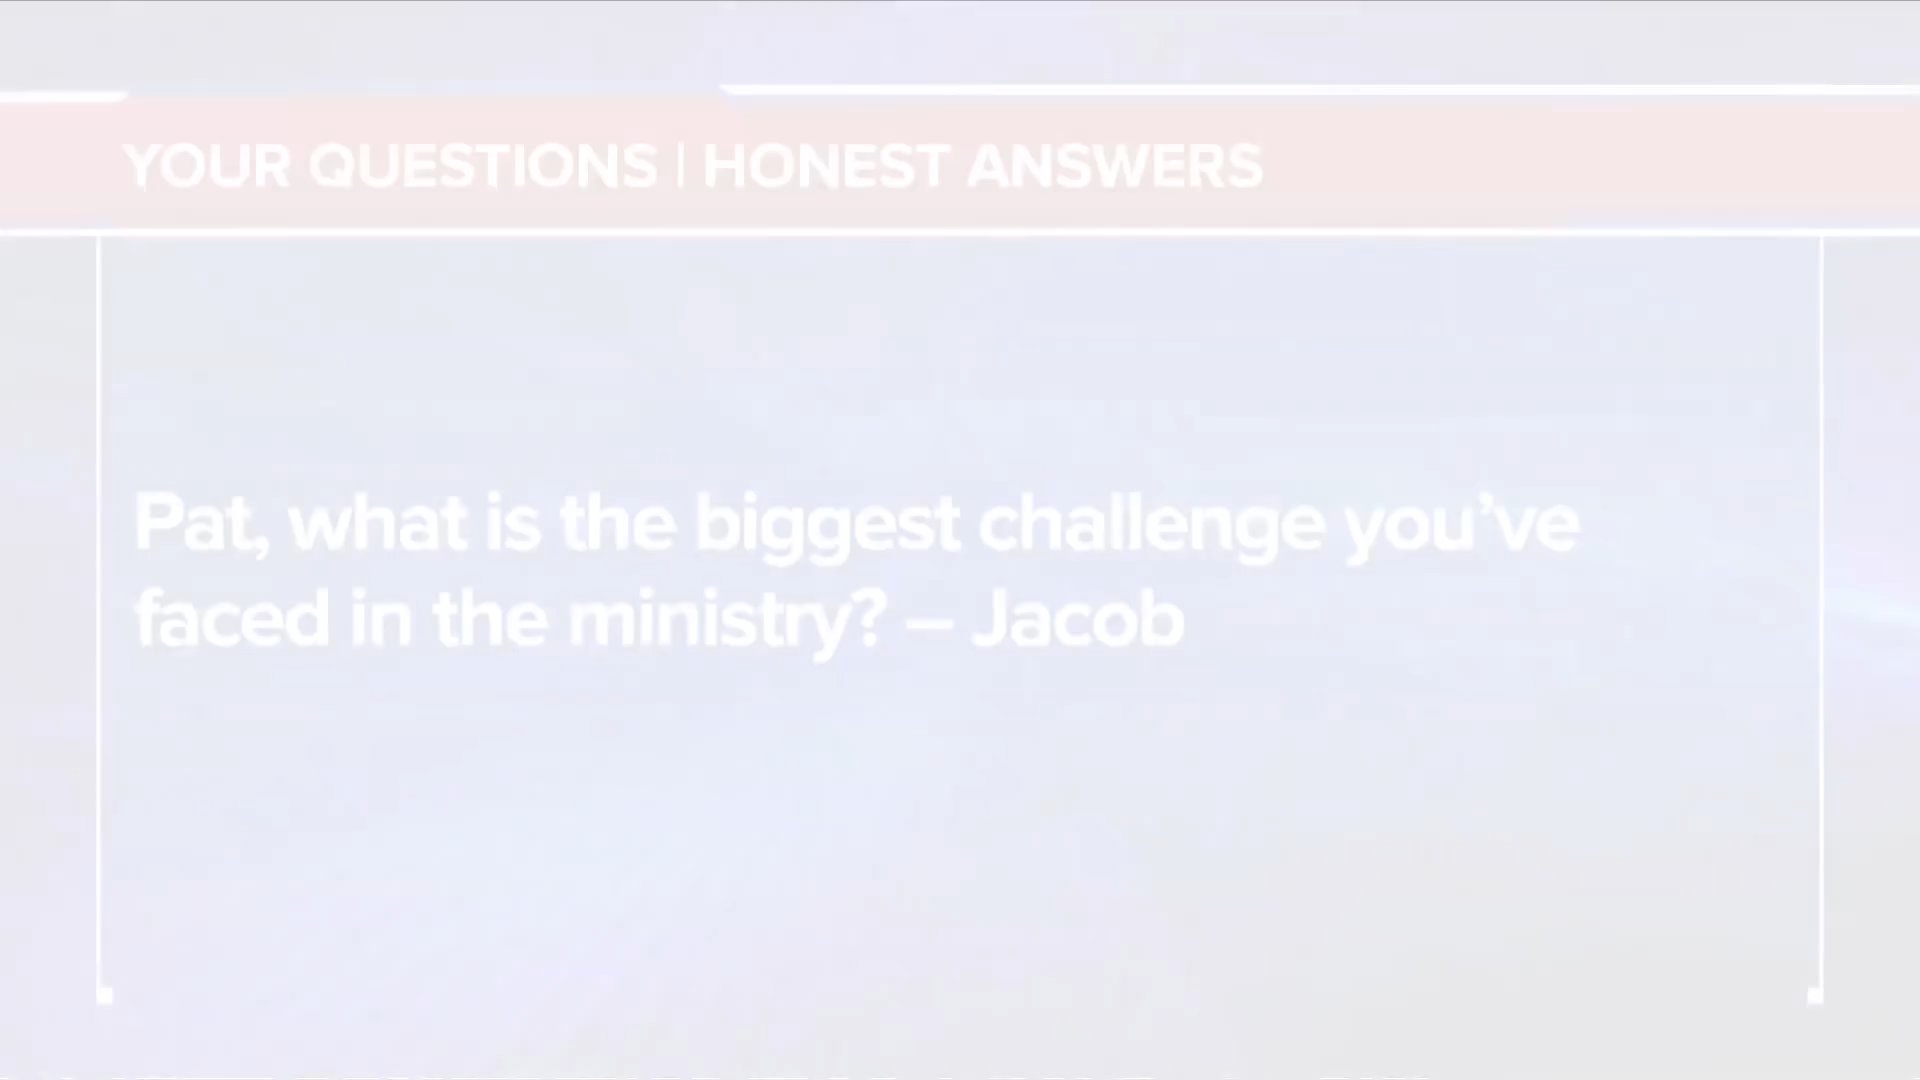 YOUR QUESTIONS | HONEST ANSWERS
Pat, what is the biggest challenge you’ve
faced in the ministry? – Jacob